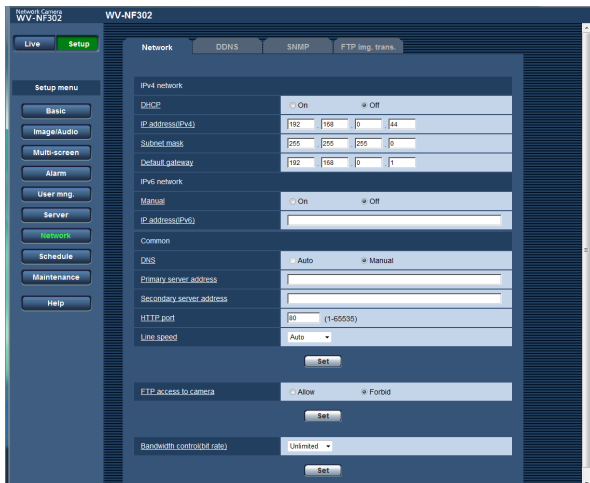 Network Camera
WV-NF302
WV-NF302
Live Setup
Network DDNS SNMP FTP img. trans.
Setup menu
Basic
Image/Audio
Multi-screen
Alarm
User mng.
Server
Network
Schedule
Maintenance
Help
IPv4 network
DHCP On Off
IP address(IPv4) 192 . 168 . 0 . 44
Subnet mask 255 . 255 . 255 . 0
Default gateway 192 . 168 . 0 . 1
IPv6 network
Manual On Off
IP address(IPv6)
Common
DNS Auto Manual
Primary server address
Secondary server address
HTTP port 80 (1-65535)
Line speed Auto
Set
FTP access to camera Allow Forbid
Set
Bandwidth control(bit rate) Unlimited
Set